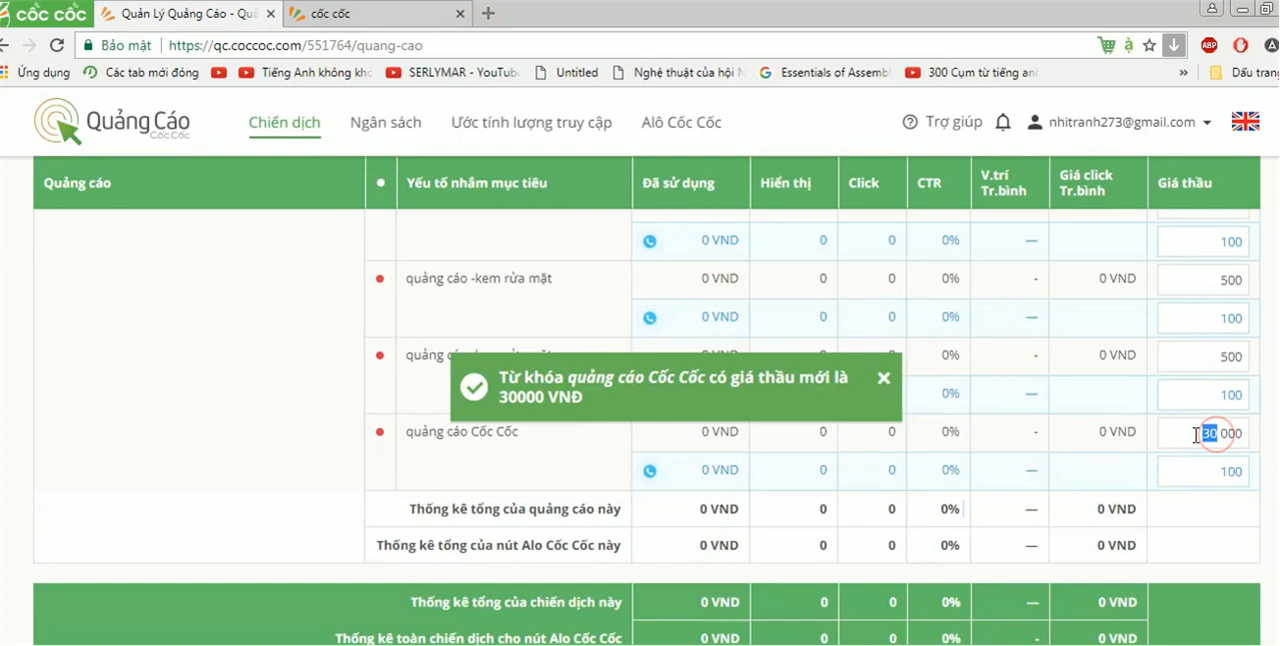 cốc cốc
Quản Lý Quảng Cáo - Quả
cốc cốc
Bảo mật
https://qc.coccoc.com/551764/quang-cao
ABP
Ứng dụng
Các tab mới đóng
Tiếng Anh không
SERLYMAR - YouTub
Untitled
Nghệ thuật của hội
Essentials of Assemb
300 Cụm từ tiếng an
»
Dấu trang
Quảng Cáo
Cốc Cốc
Chiến dịch
Ngân sách
Ước tính lượng truy cập
Alô Cốc Cốc
Trợ giúp
nhitranh273@gmail.com
Quảng cáo
Yếu tố nhắm mục tiêu
Đã sử dụng
Hiển thị
Click
CTR
V.trí
Tr.bình
Giá click
Tr.bình
Giá thầu
0 VND 0 0 0% — 100
quảng cáo -kem rửa mặt 0 VND 0 0 0% - 0 VND 500
0 VND 0 0 0% — 100
quảng 0% - 0 VND 500
0% — 100
Từ khóa quảng cáo Cốc Cốc có giá thầu mới là
30000 VNĐ
quảng cáo Cốc Cốc 0 VND 0 0 0% - 0 VND 30 000
0 VND 0 0 0% — 100
Thống kê tổng của quảng cáo này 0 VND 0 0 0% — 0 VND
Thống kê tổng của nút Alo Cốc Cốc này 0 VND 0 0 0% — 0 VND
Thống kê tổng của chiến dịch này 0 VND 0 0 0% — 0 VND
Thống kê toàn chiến dịch cho nút Alo Cốc Cốc 0 VND 0 0 0% - 0 VND